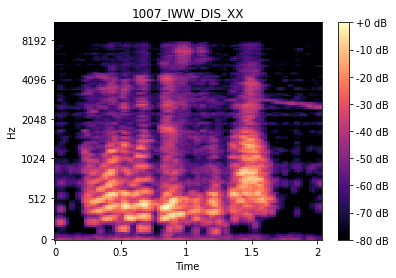 1007_IWW_DIS_XX
8192
4096
2048
1024
512
0
Hz
0
0.5
1
1.5
2
Time
+0 dB
-10 dB
-20 dB
-30 dB
-40 dB
-50 dB
-60 dB
-70 dB
-80 dB